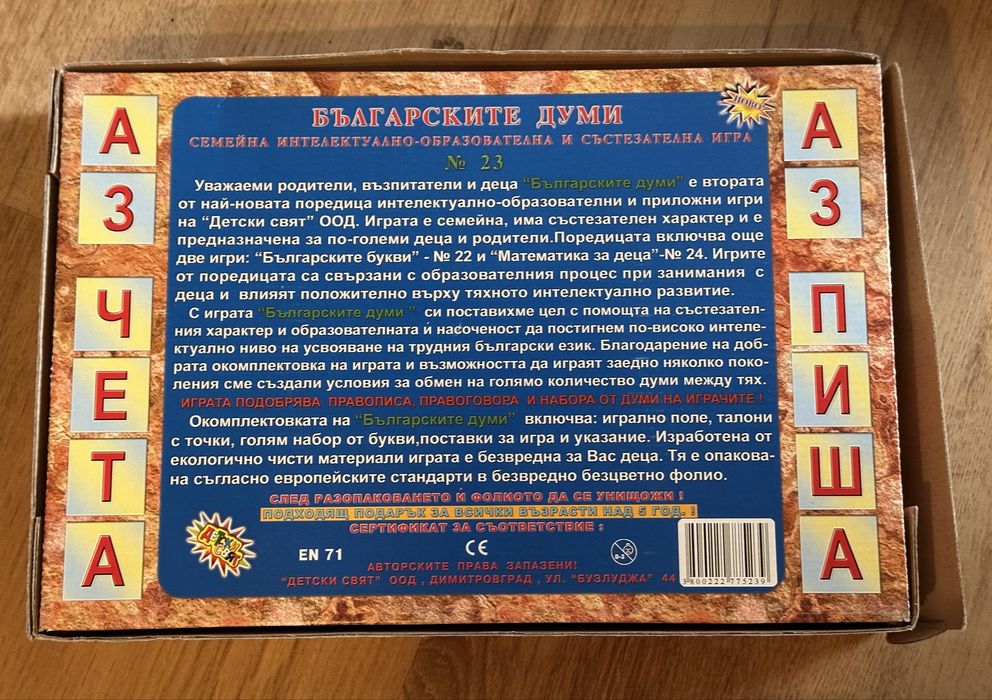 А
З
Ч
Е
Т
А
БЪЛГАРСКИТЕ ДУМИ
НОВО
СЕМЕЙНА ИНТЕЛЕКТУАЛНО-ОБРАЗОВАТЕЛНА И СЪСТЕЗАТЕЛНА ИГРА
№ 23
Уважаеми родители, възпитатели и деца “Българските думи” е втората
от най-новата поредица интелектуално-образователни и приложни игри
на “Детски свят” ООД. Играта е семейна, има състезателен характер и е
предназначена за по-големи деца и родители.Поредицата включва още
две игри: “Българските букви” - № 22 и “Математика за деца”-№ 24. Игрите
от поредицата са свързани с образователния процес при занимания с
деца и влияят положително върху тяхното интелектуално развитие.
С играта “Българските думи ” си поставихме цел с помощта на състезател-
ния характер и образователната ѝ насоченост да постигнем по-високо интеле-
ктуално ниво на усвояване на трудния български език. Благодарение на доб-
рата окомплектовка на играта и възможността да играят заедно няколко поко-
ления сме създали условия за обмен на голямо количество думи между тях.
ИГРАТА ПОДОБРЯВА ПРАВОПИСА, ПРАВОГОВОРА И НАБОРА ОТ ДУМИ НА ИГРАЧИТЕ !
Окомплектовката на “Българските думи” включва: игрално поле, талони
с точки, голям набор от букви,поставки за игра и указание. Изработена от
екологично чисти материали играта е безвредна за Вас деца. Тя е опакова-
на съгласно европейските стандарти в безвредно безцветно фолио.
СЛЕД РАЗОПАКОВАНЕТО Ѝ ФОЛИОТО ДА СЕ УНИЩОЖИ !
ПОДХОДЯЩ ПОДАРЪК ЗА ВСИЧКИ ВЪЗРАСТИ НАД 5 ГОД. !
СЕРТИФИКАТ ЗА СЪОТВЕТСТВИЕ :
ДЕТСКИ СВЯТ
EN 71
CE
0-3
АВТОРСКИТЕ ПРАВА ЗАПАЗЕНИ!
“ДЕТСКИ СВЯТ” ООД , ДИМИТРОВГРАД , УЛ. “БУЗЛУДЖА” 44
3800222775239
А
З
П
И
Ш
А